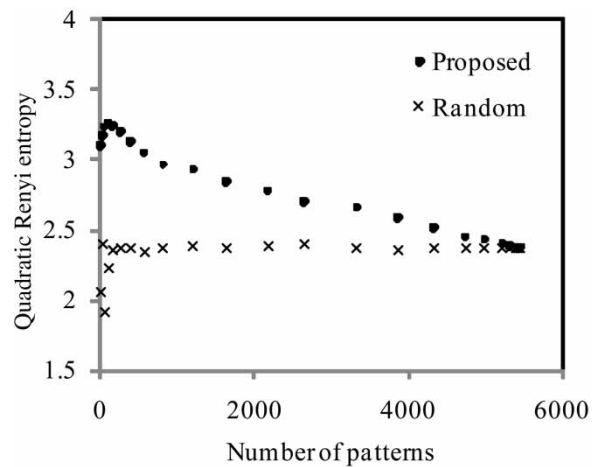 4
3.5
3
2.5
2
1.5
Quadratic Renyi entropy
Proposed
Random
0
2000
4000
6000
Number of patterns